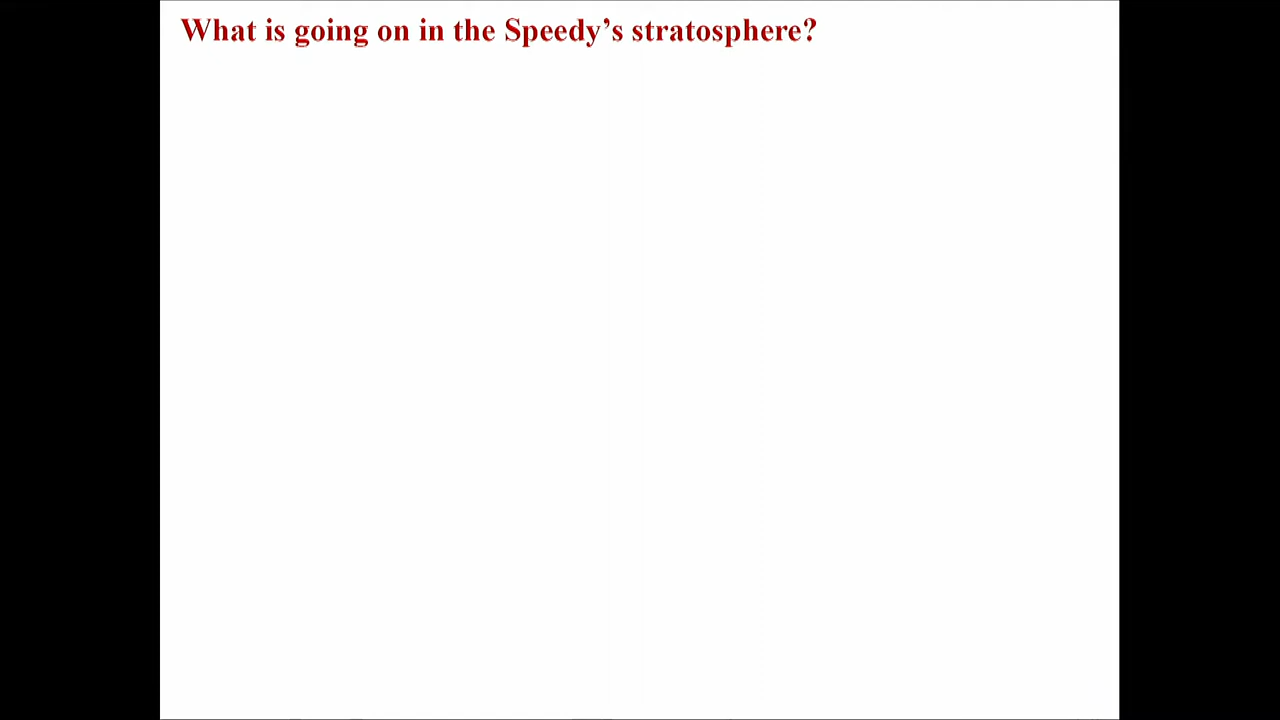 What is going on in the Speedy’s stratosphere?